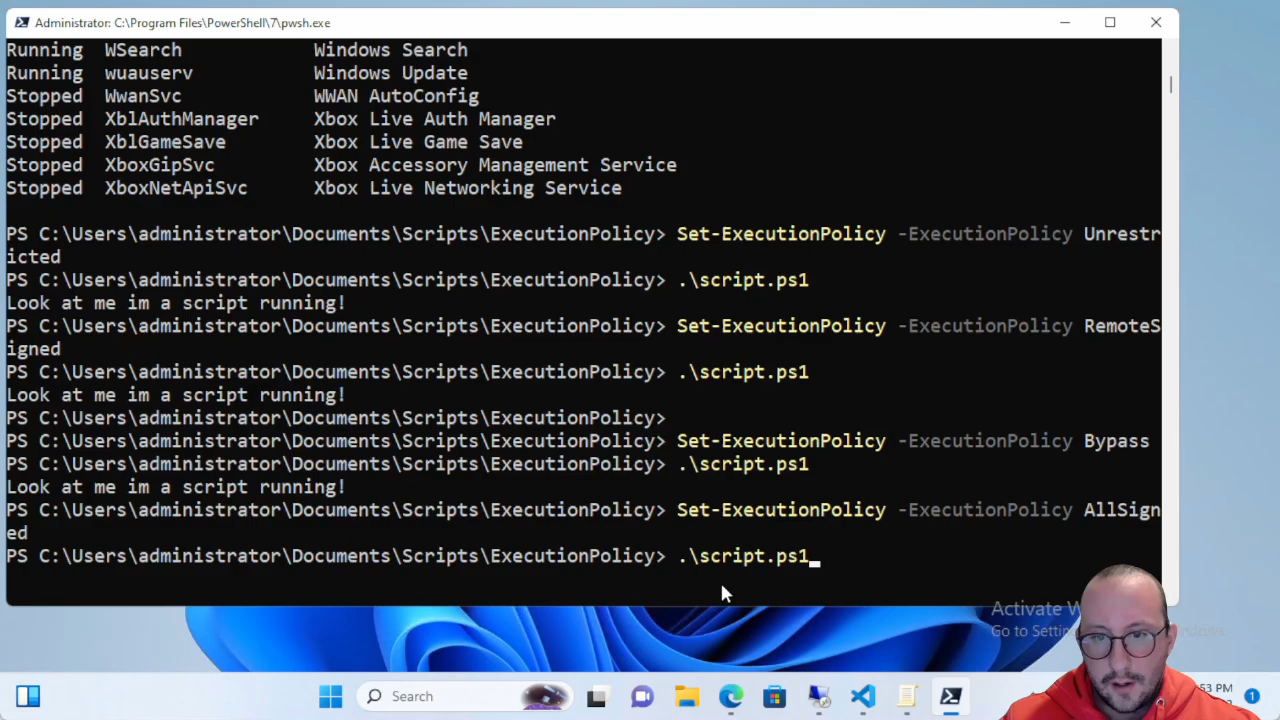 Administrator: C:\Program Files\PowerShell\7\pwsh.exe
Running WSearch Windows Search
Running wuauserv Windows Update
Stopped WwanSvc WWAN AutoConfig
Stopped XblAuthManager Xbox Live Auth Manager
Stopped XblGameSave Xbox Live Game Save
Stopped XboxGipSvc Xbox Accessory Management Service
Stopped XboxNetApiSvc Xbox Live Networking Service
PS C:\Users\administrator\Documents\Scripts\ExecutionPolicy> Set-ExecutionPolicy -ExecutionPolicy Unrestr
icted
PS C:\Users\administrator\Documents\Scripts\ExecutionPolicy> .\script.ps1
Look at me im a script running!
PS C:\Users\administrator\Documents\Scripts\ExecutionPolicy> Set-ExecutionPolicy -ExecutionPolicy RemoteS
igned
PS C:\Users\administrator\Documents\Scripts\ExecutionPolicy> .\script.ps1
Look at me im a script running!
PS C:\Users\administrator\Documents\Scripts\ExecutionPolicy>
PS C:\Users\administrator\Documents\Scripts\ExecutionPolicy> Set-ExecutionPolicy -ExecutionPolicy Bypass
PS C:\Users\administrator\Documents\Scripts\ExecutionPolicy> .\script.ps1
Look at me im a script running!
PS C:\Users\administrator\Documents\Scripts\ExecutionPolicy> Set-ExecutionPolicy -ExecutionPolicy AllSign
ed
PS C:\Users\administrator\Documents\Scripts\ExecutionPolicy> .\script.ps1
Activate
Go to
Search
53 PM
1